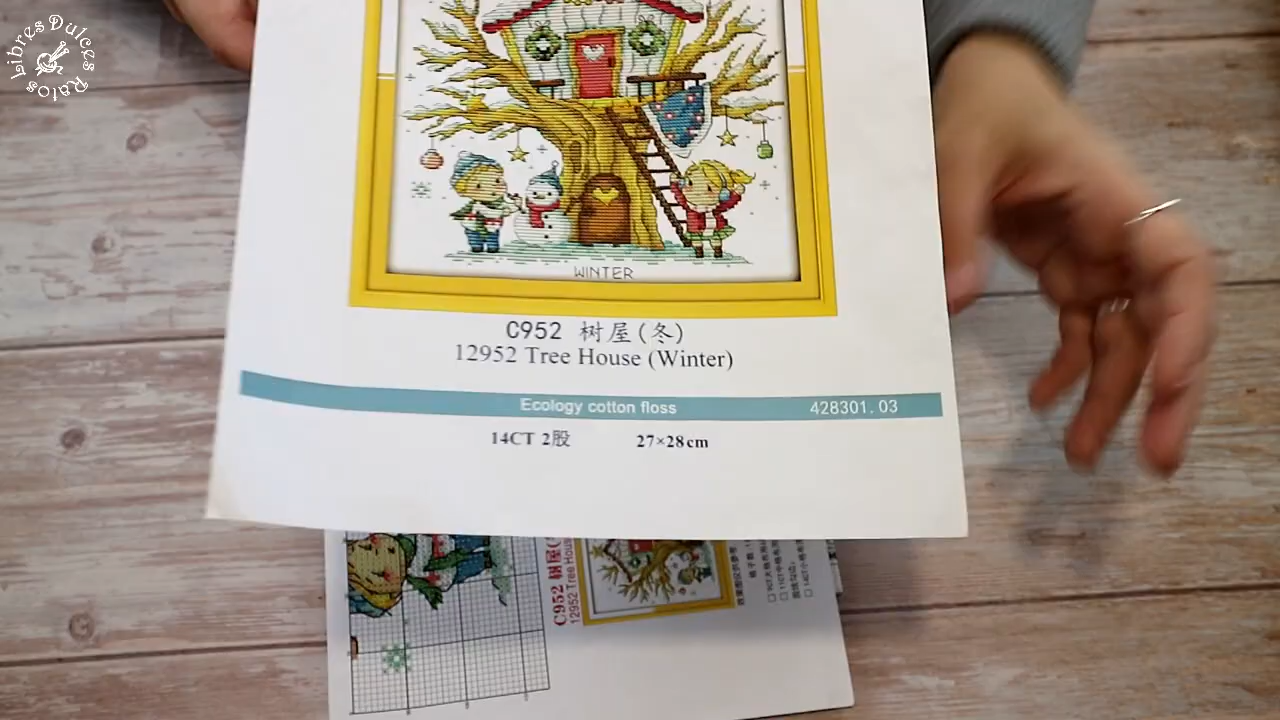 Libres Dulces Ratos
WINTER
C952 树屋(冬)
12952 Tree House (Winter)
Ecology cotton floss
428301.03
14CT 2股
27×28cm
C952 树屋(
12952 Tree House